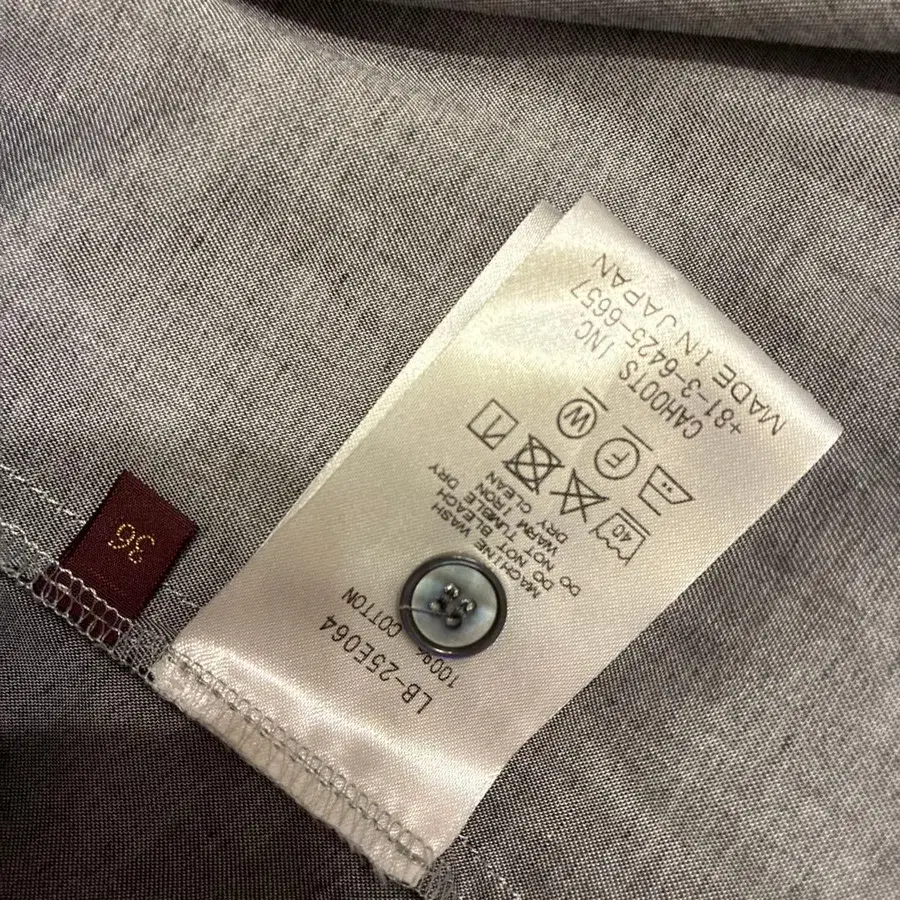 LB-25E064
100% COTTON
MACHINE WASH
DO NOT BLEACH
DO NOT TUMBLE DRY
WARM IRON
DRY CLEAN
40
F
W
CAHOOTS INC
+81-3-6425-6657
MADE IN JAPAN
36